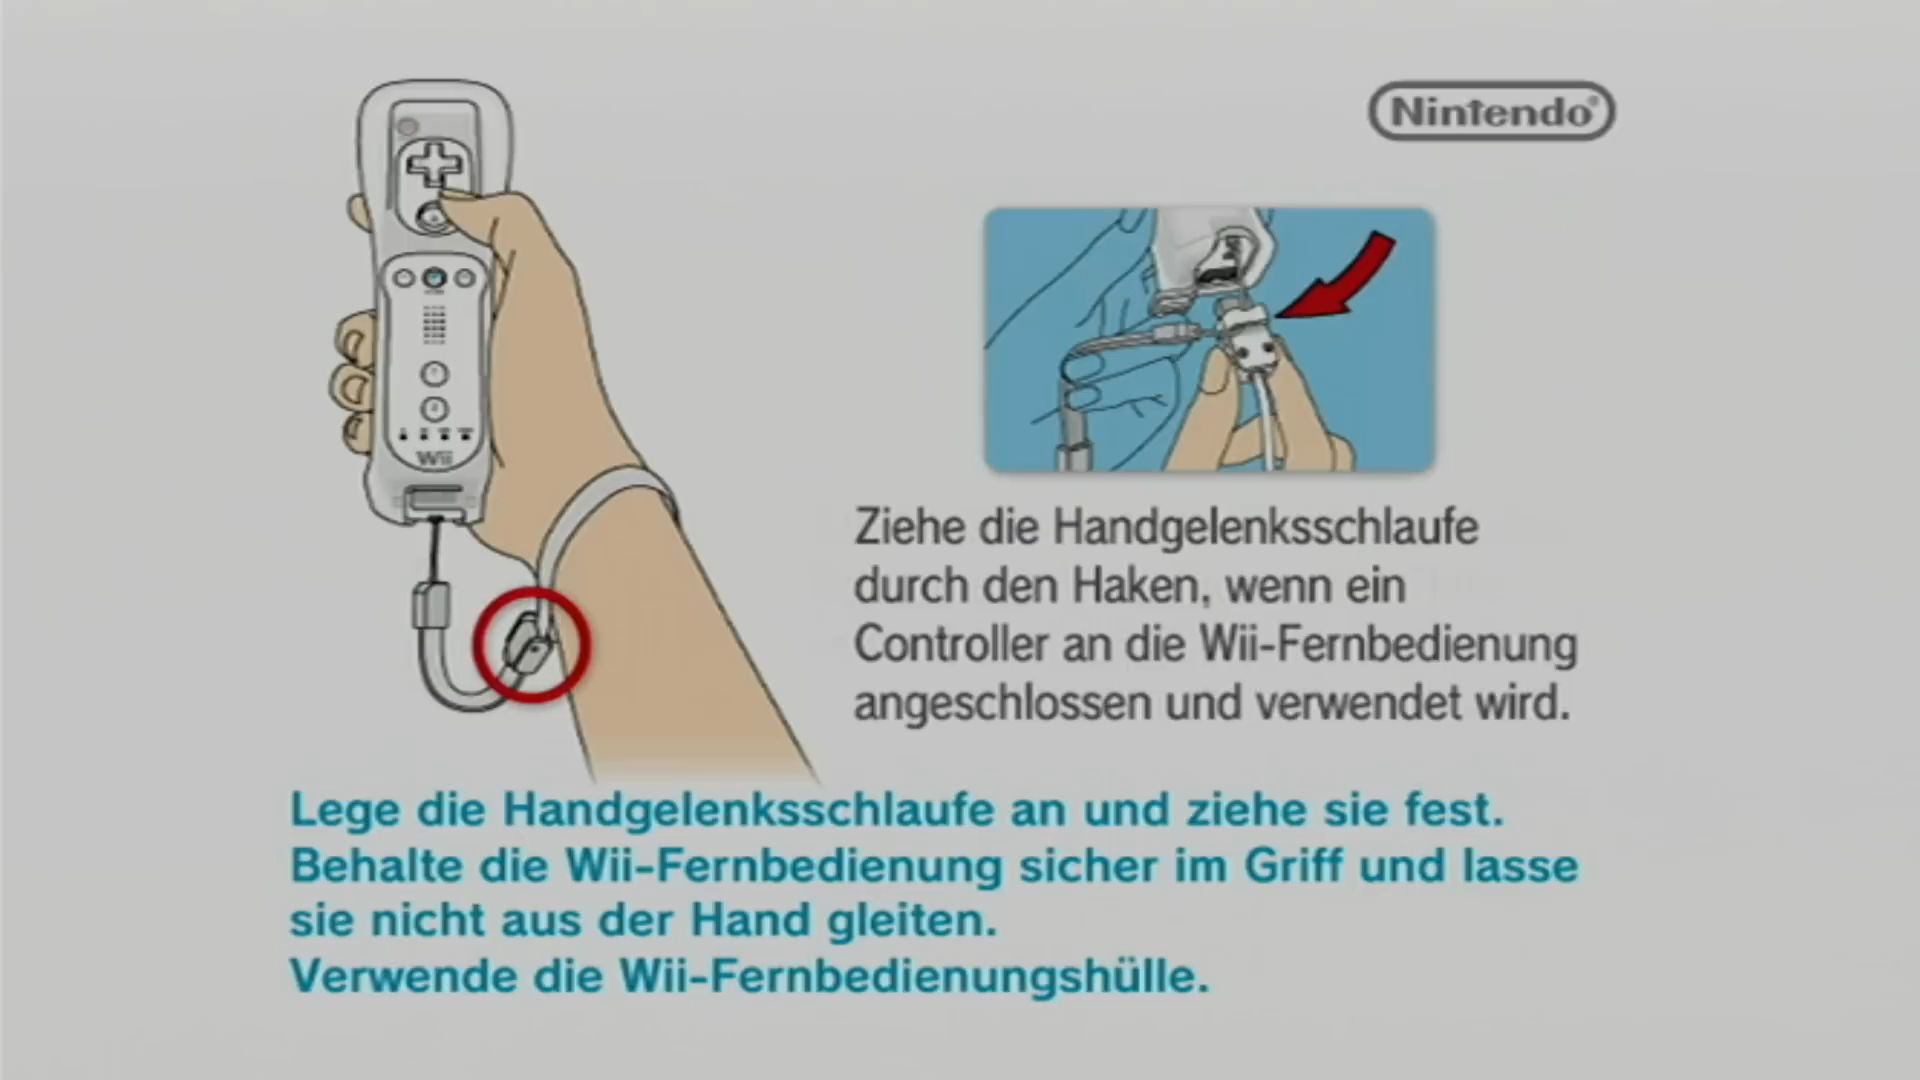 Nintendo®
Wii
Ziehe die Handgelenksschlaufe
durch den Haken, wenn ein
Controller an die Wii-Fernbedienung
angeschlossen und verwendet wird.
Lege die Handgelenksschlaufe an und ziehe sie fest.
Behalte die Wii-Fernbedienung sicher im Griff und lasse
sie nicht aus der Hand gleiten.
Verwende die Wii-Fernbedienungshülle.